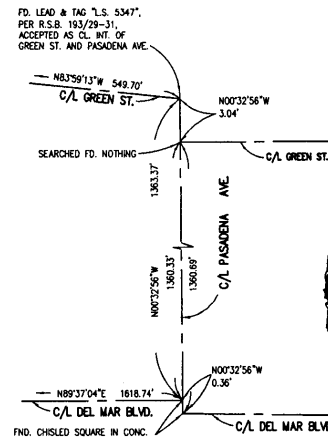 FD. LEAD & TAG "L.S. 5347",
PER R.S.B. 193/29-31,
ACCEPTED AS CL. INT. OF
GREEN ST. AND PASADENA AVE.
N83°59'13"W 549.70'
C/L GREEN ST.
N00°32'56"W
3.04'
SEARCHED FD. NOTHING
C/L GREEN ST.
1363.37'
C/L PASADENA AVE.
N00°32'56"W
1360.33'
1360.69'
N00°32'56"W
0.36'
N89°37'04"E 1618.74'
C/L DEL MAR BLVD.
C/L DEL MAR BLV
FND. CHISLED SQUARE IN CONC.